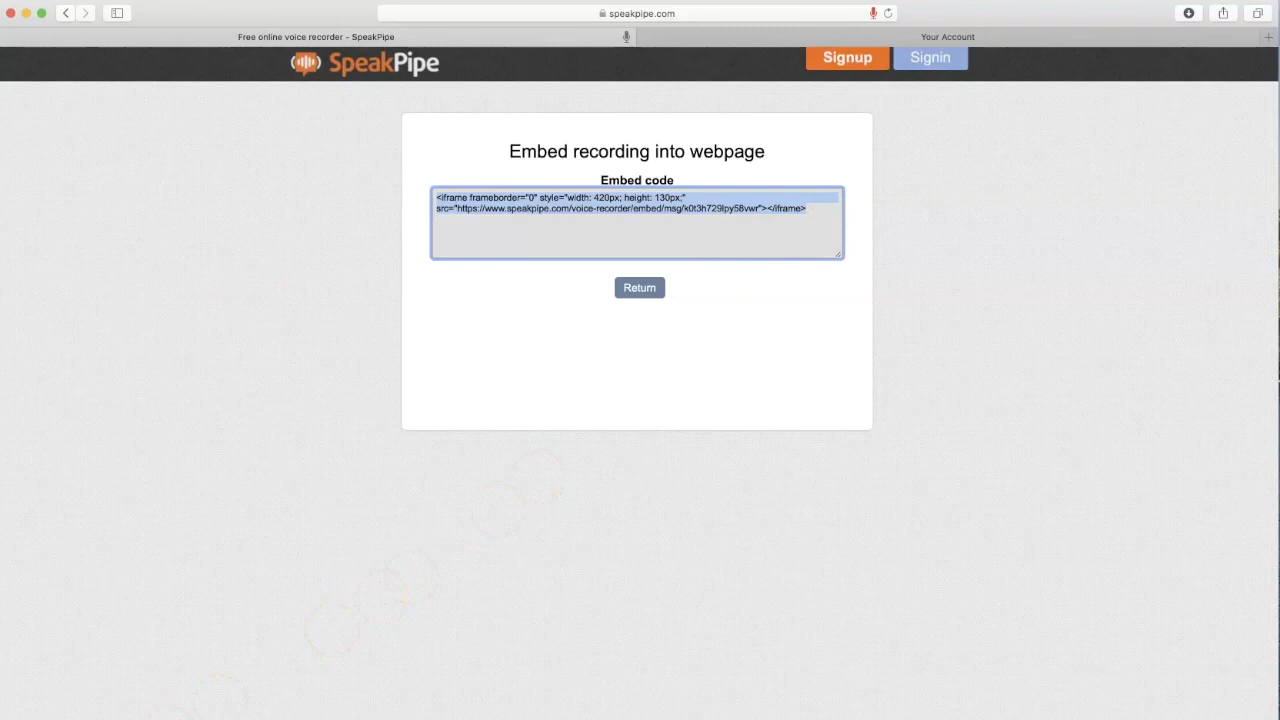 speakpipe.com
Free online voice recorder – SpeakPipe
Your Account
SpeakPipe
Signup
Signin
Embed recording into webpage
Embed code
<iframe frameborder="0" style="width: 420px; height: 130px;"
src="https://www.speakpipe.com/voice-recorder/embed/msg/k0t3h729lpy58vwr"></iframe>
Return